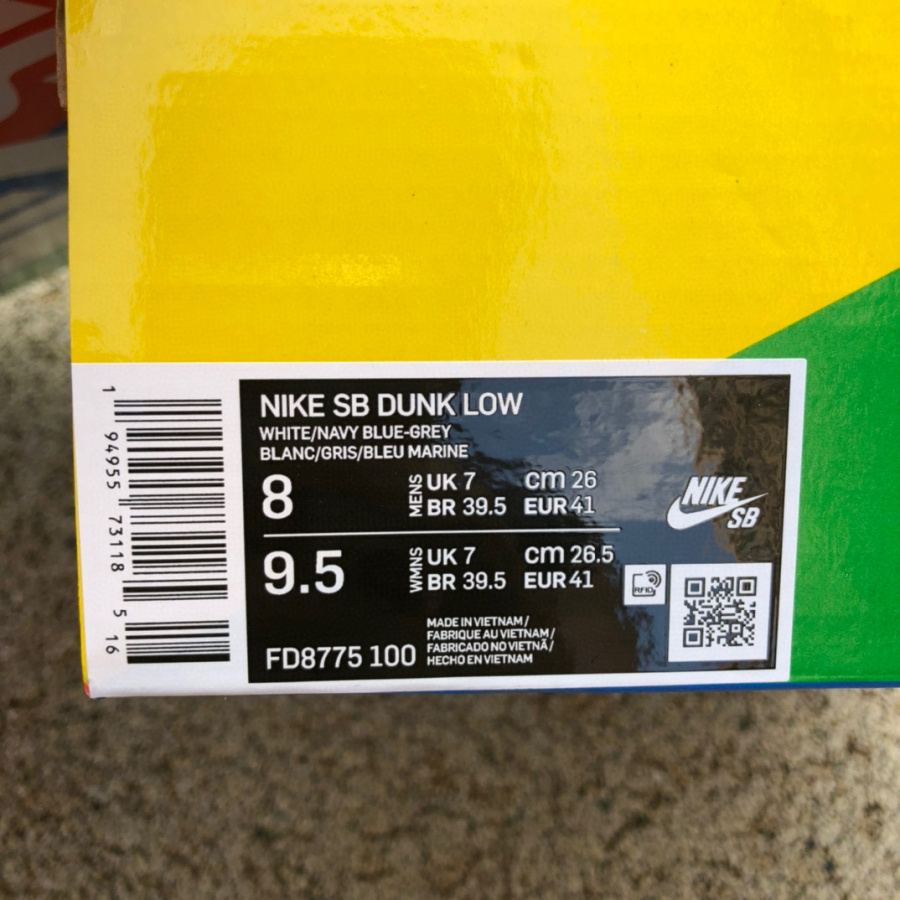 NIKE SB DUNK LOW
WHITE/NAVY BLUE-GREY
BLANC/GRIS/BLEU MARINE
8 MENS UK 7 cm 26
BR 39.5 EUR 41
9.5 WMNS UK 7 cm 26.5
BR 39.5 EUR 41
FD8775 100
MADE IN VIETNAM/
FABRIQUE AU VIETNAM/
FABRICADO NO VIETNÃ/
HECHO EN VIETNAM
NIKE
SB
RFID
1 94955 73118 5 16